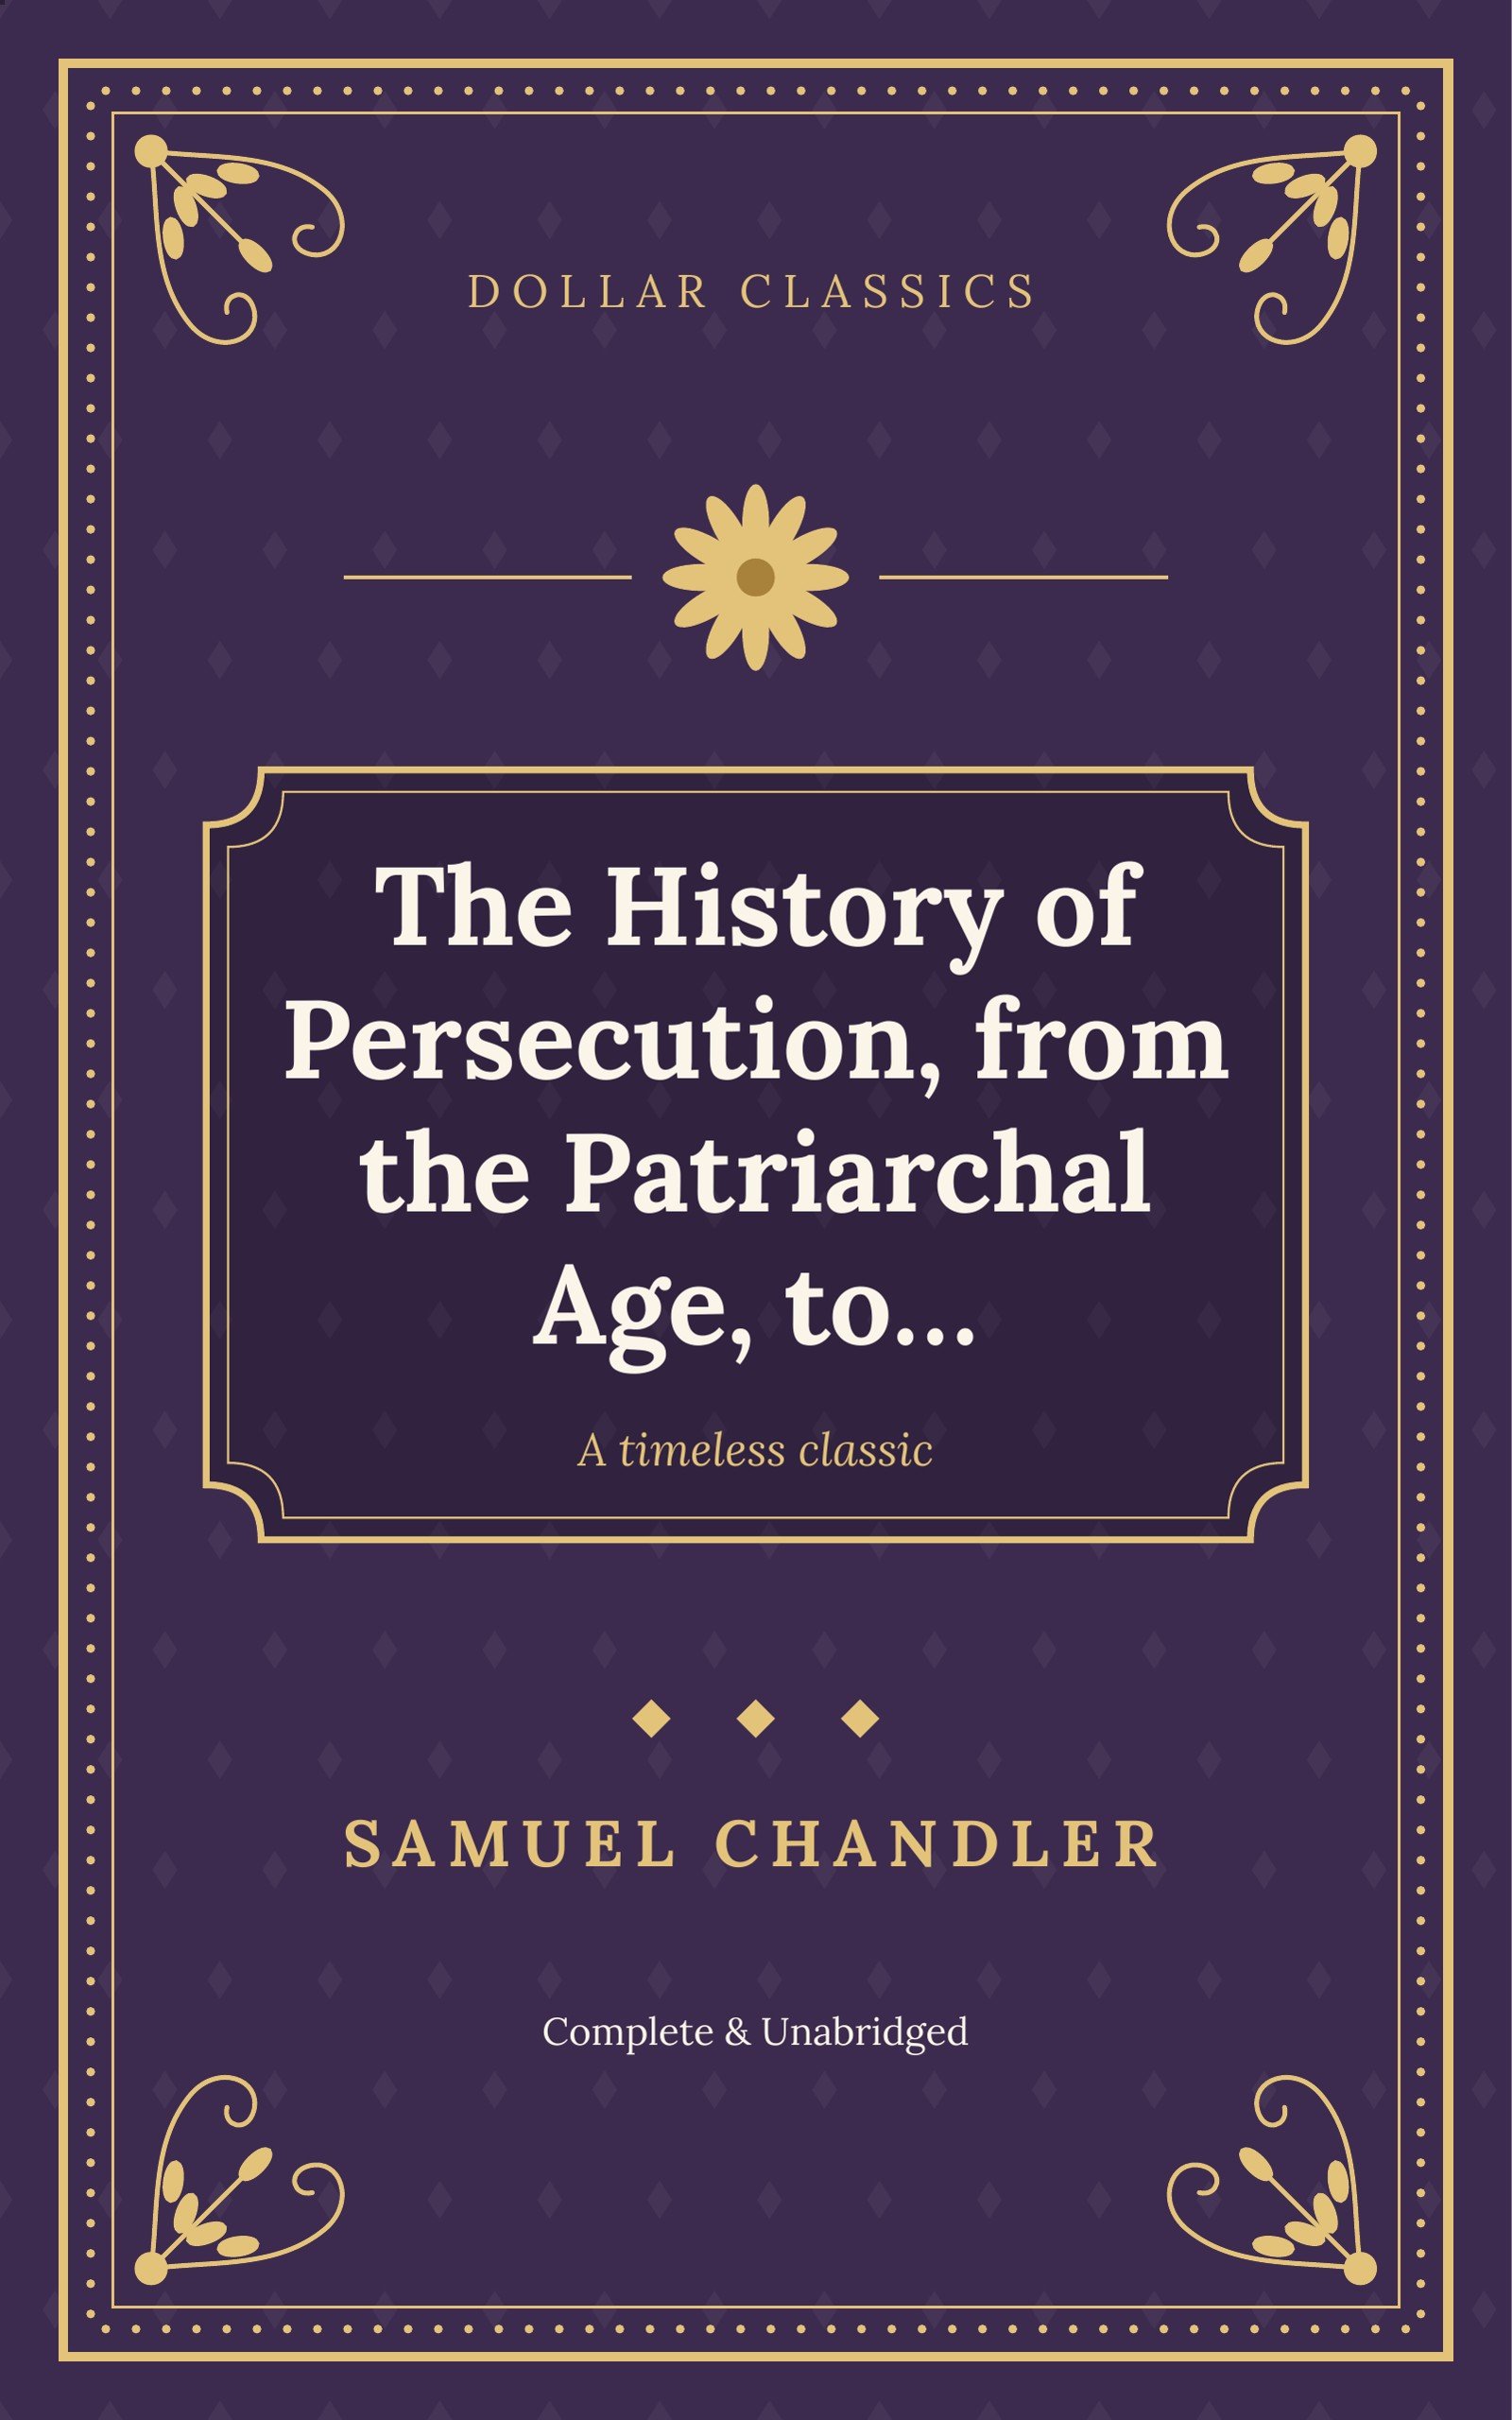 DOLLAR CLASSICS
The History of
Persecution, from
the Patriarchal
Age, to...
A timeless classic
SAMUEL CHANDLER
Complete & Unabridged